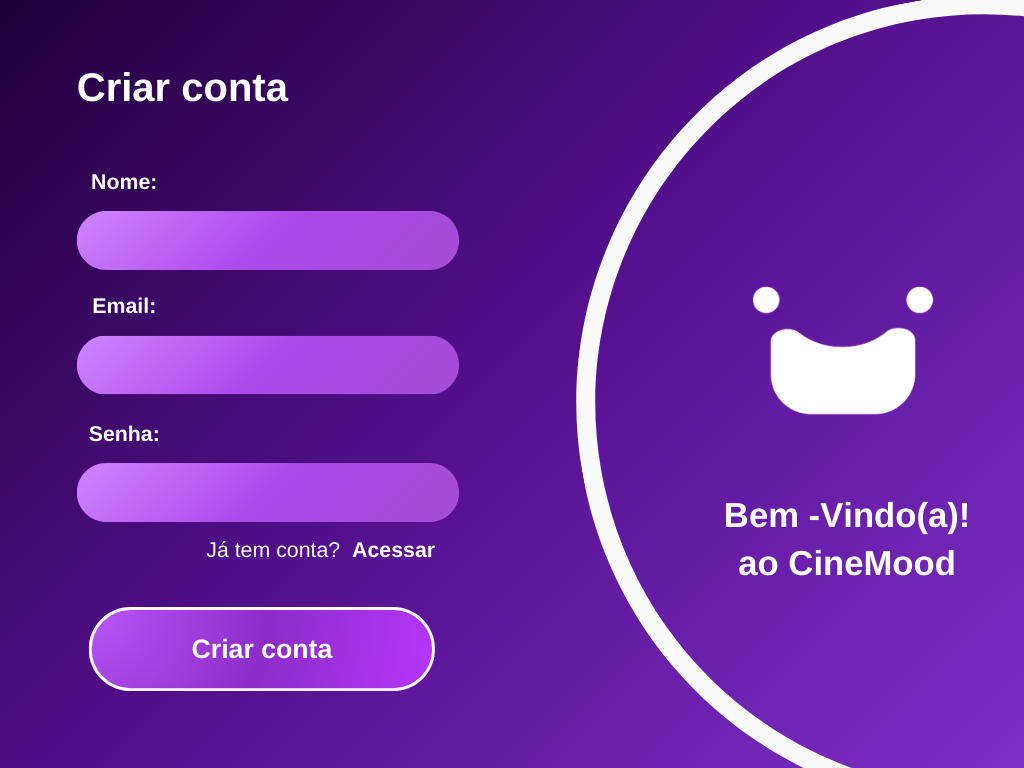 Criar conta
Nome:
Email:
Senha:
Já tem conta? Acessar
Criar conta
Bem -Vindo(a)!
ao CineMood